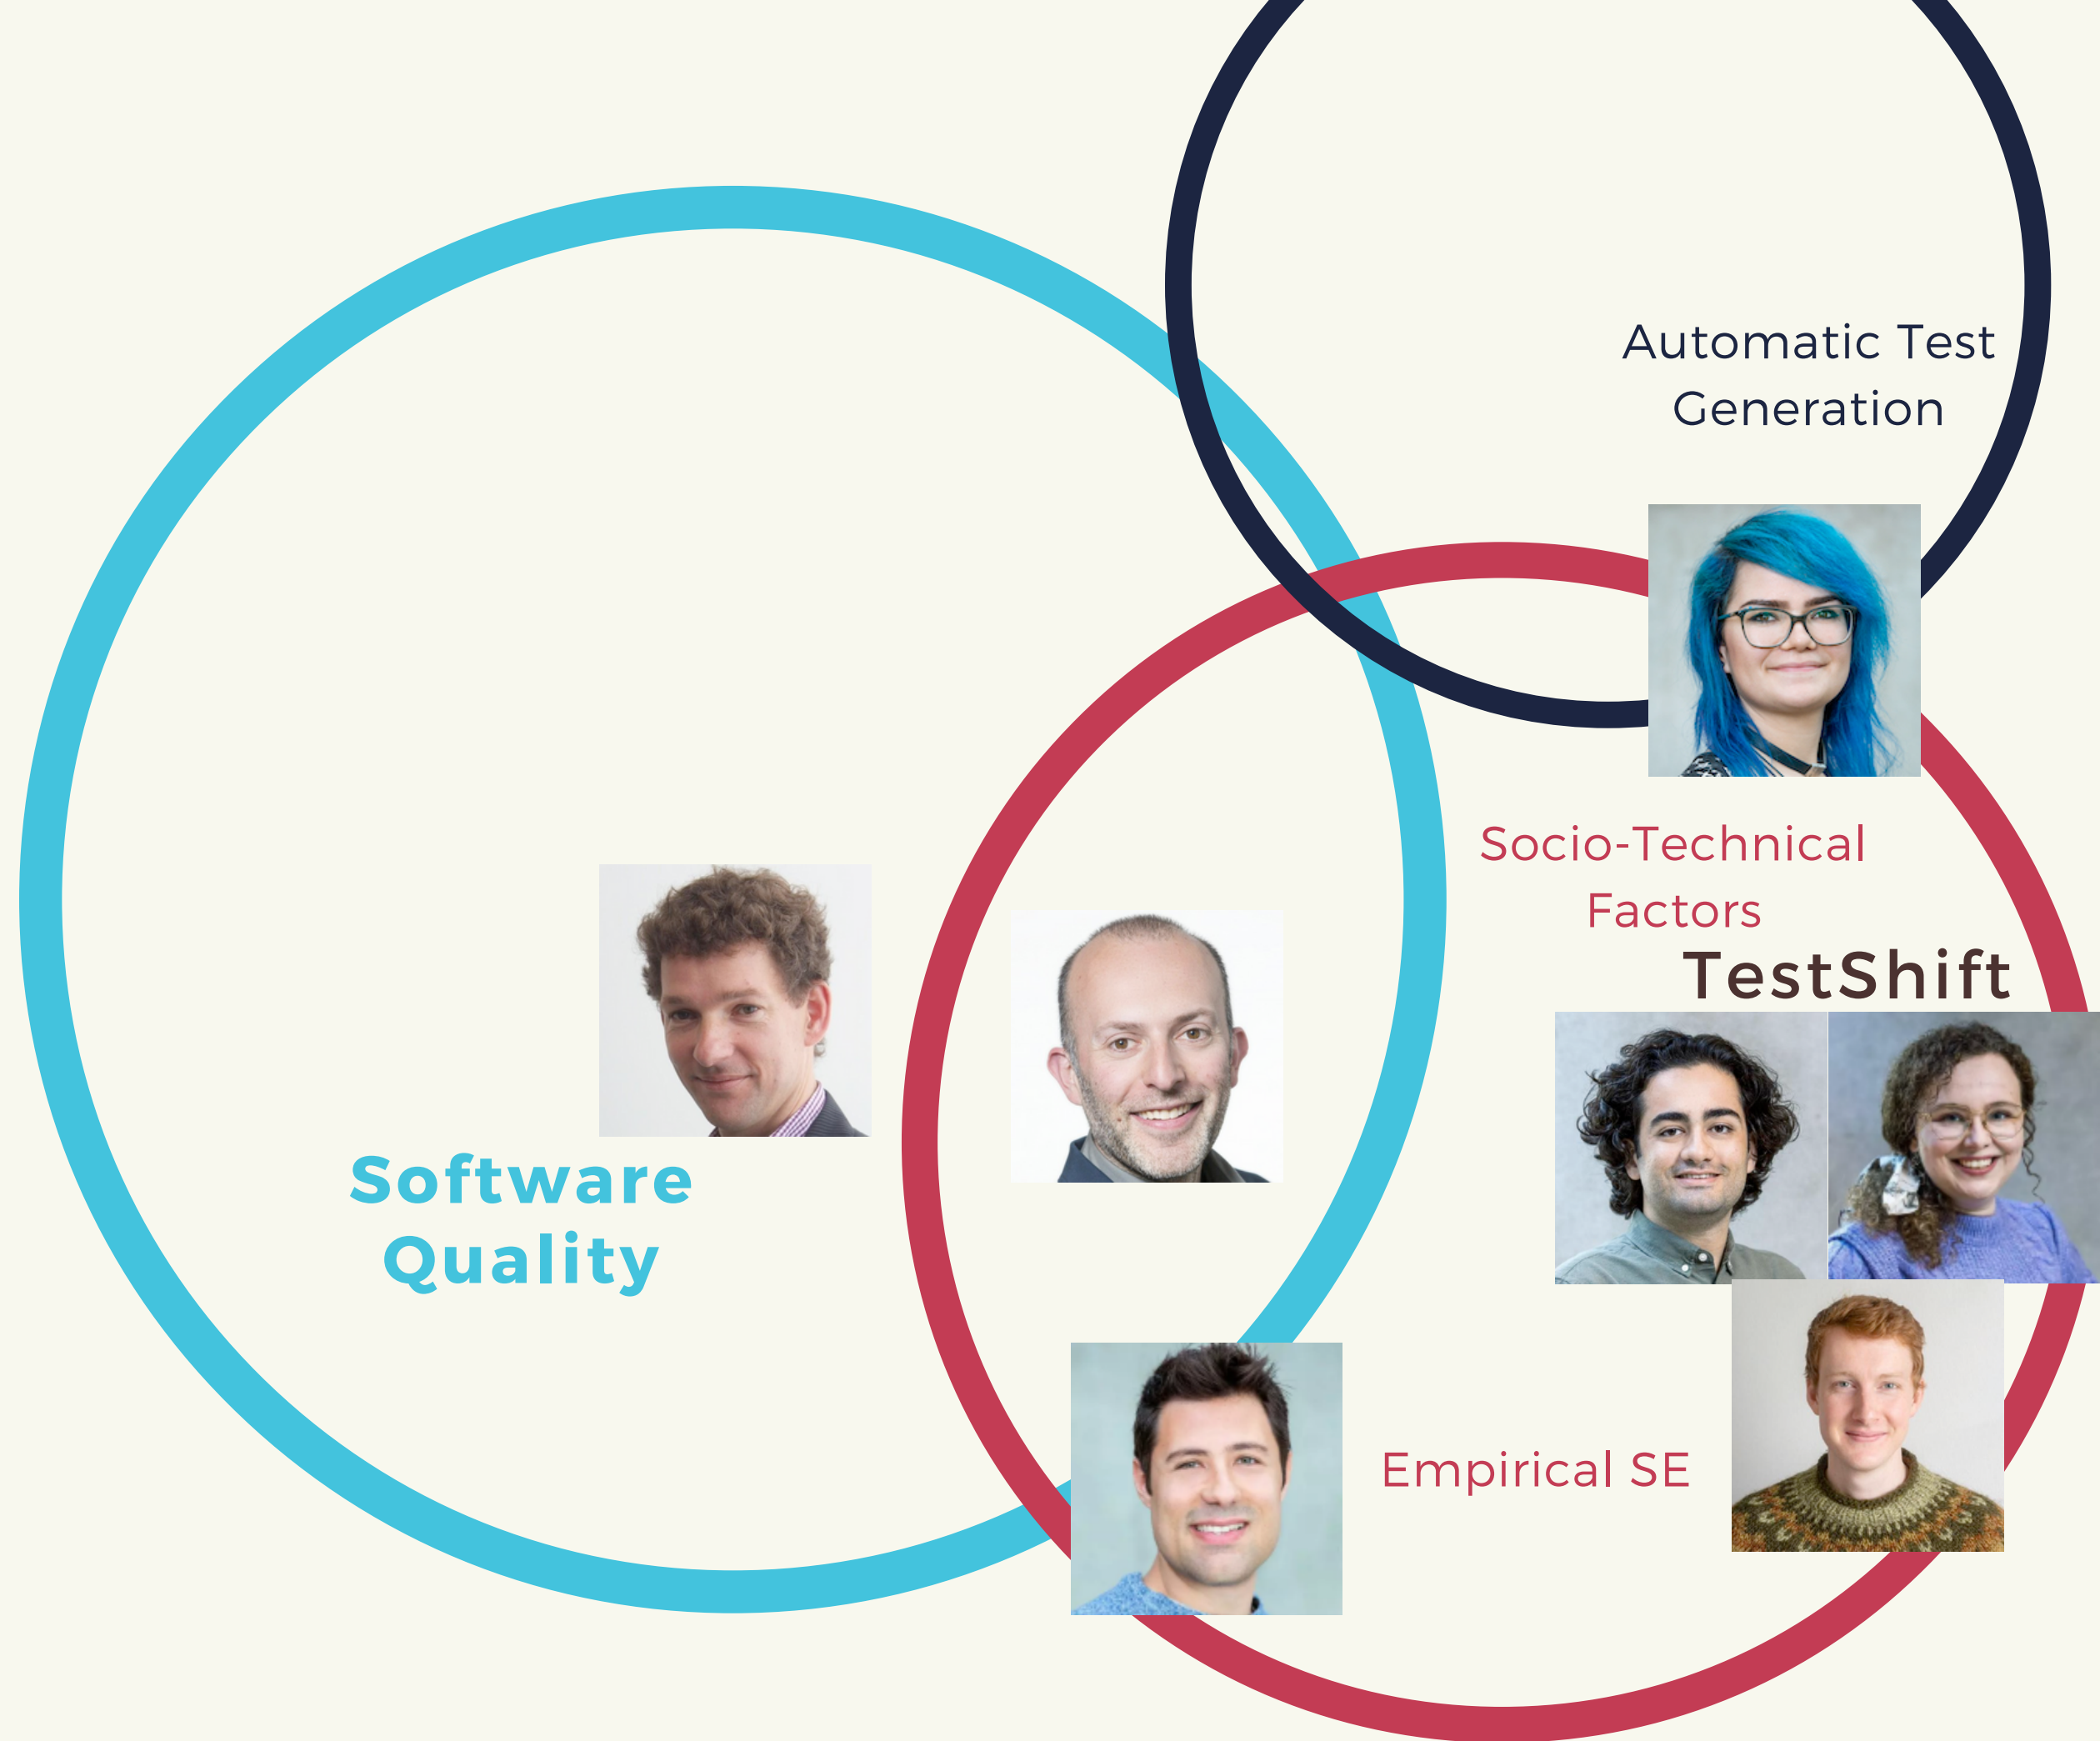 Automatic Test
Generation
Socio-Technical
Factors
TestShift
Software
Quality
Empirical SE